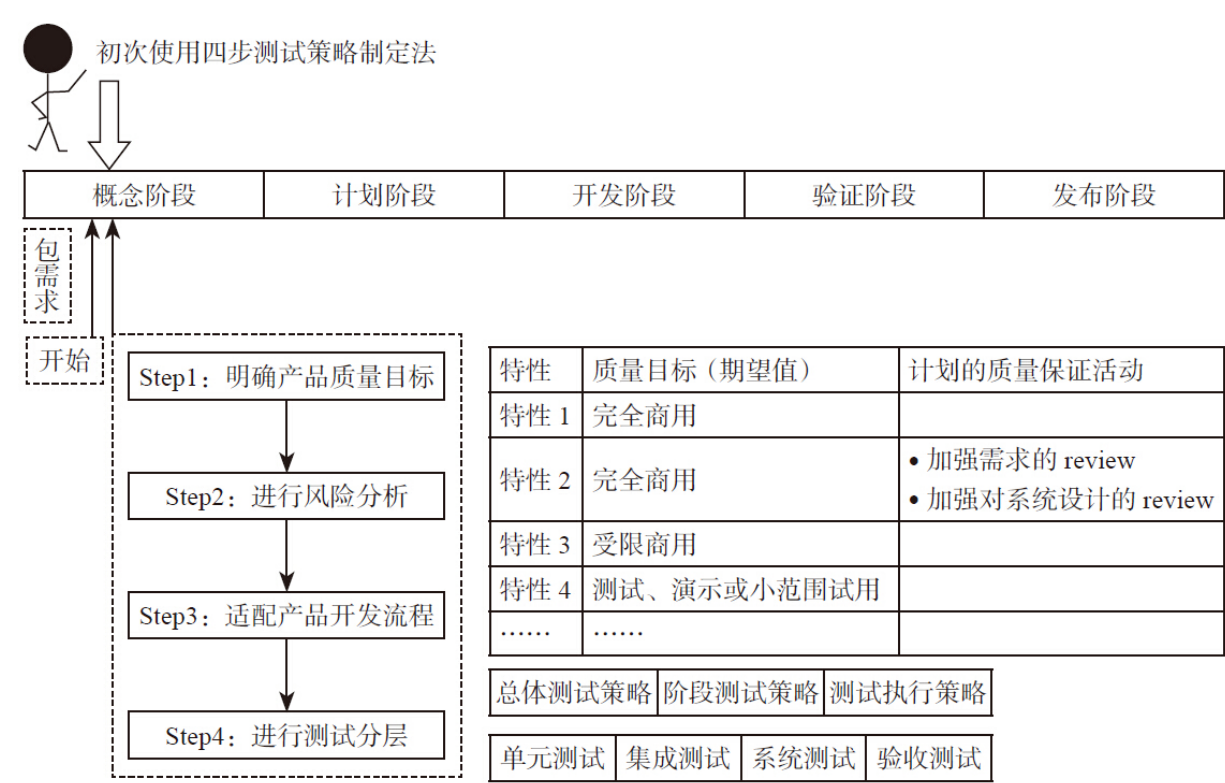 初次使用四步测试策略制定法
概念阶段 计划阶段 开发阶段 验证阶段 发布阶段
包需求
开始
Step1：明确产品质量目标
Step2：进行风险分析
Step3：适配产品开发流程
Step4：进行测试分层
特性 质量目标（期望值） 计划的质量保证活动
特性 1 完全商用
特性 2 完全商用
• 加强需求的 review
• 加强对系统设计的 review
特性 3 受限商用
特性 4 测试、演示或小范围试用
…… ……
总体测试策略 阶段测试策略 测试执行策略
单元测试 集成测试 系统测试 验收测试